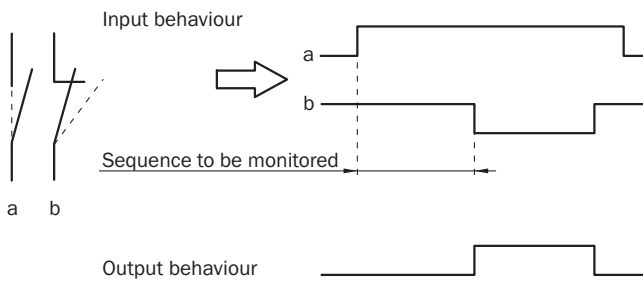 Input behaviour
a
b
Sequence to be monitored
a b
Output behaviour